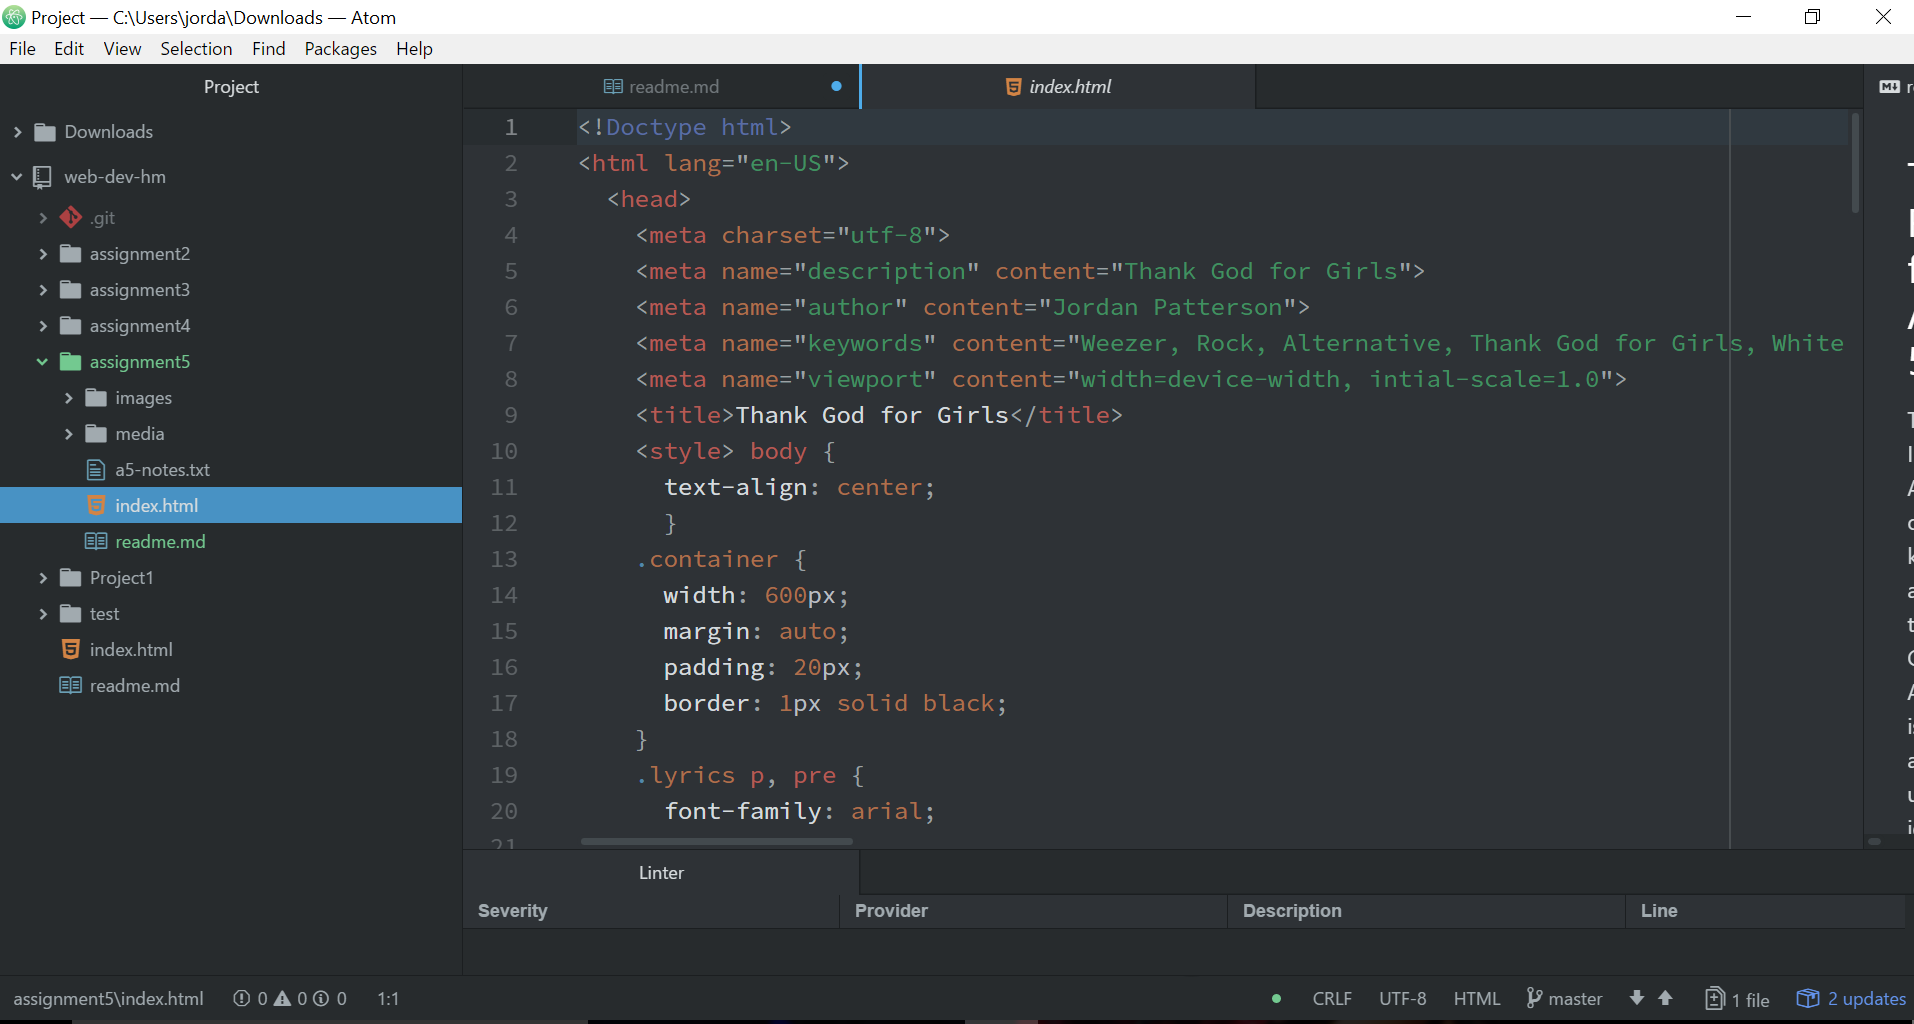 Project — C:\Users\jorda\Downloads — Atom
File Edit View Selection Find Packages Help
Project
Downloads
web-dev-hm
.git
assignment2
assignment3
assignment4
assignment5
images
media
a5-notes.txt
index.html
readme.md
Project1
test
index.html
readme.md
readme.md
index.html
1 <!Doctype html>
2 <html lang="en-US">
3 <head>
4 <meta charset="utf-8">
5 <meta name="description" content="Thank God for Girls">
6 <meta name="author" content="Jordan Patterson">
7 <meta name="keywords" content="Weezer, Rock, Alternative, Thank God for Girls, White
8 <meta name="viewport" content="width=device-width, intial-scale=1.0">
9 <title>Thank God for Girls</title>
10 <style> body {
11 text-align: center;
12 }
13 .container {
14 width: 600px;
15 margin: auto;
16 padding: 20px;
17 border: 1px solid black;
18 }
19 .lyrics p, pre {
20 font-family: arial;
21
Linter
Severity Provider Description Line
assignment5\index.html 0 0 0 1:1
CRLF UTF-8 HTML master 1 file 2 updates